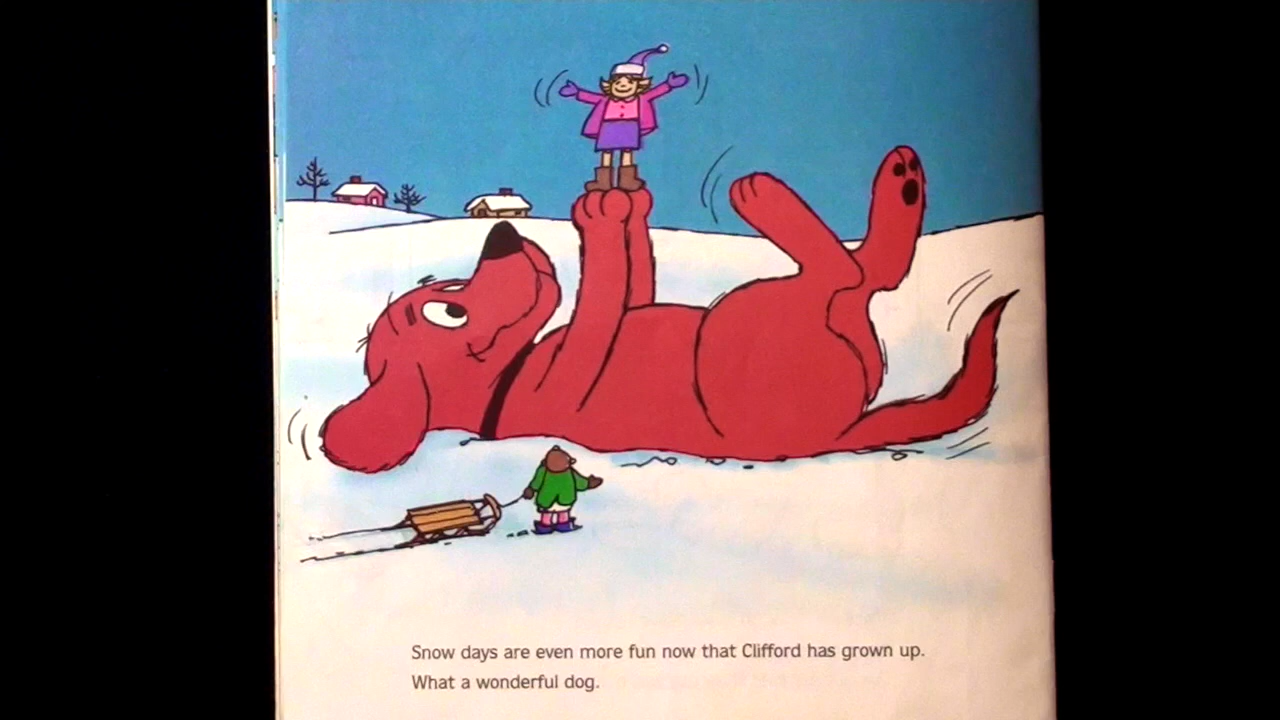 Snow days are even more fun now that Clifford has grown up.
What a wonderful dog.